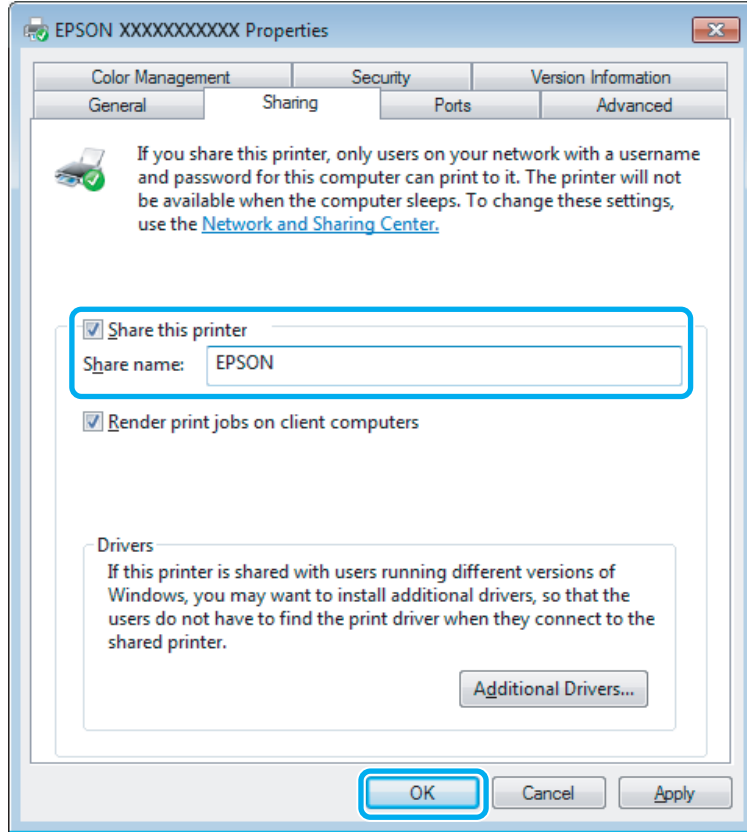 EPSON XXXXXXXXXXX Properties
Color Management Security Version Information
General Sharing Ports Advanced
If you share this printer, only users on your network with a username
and password for this computer can print to it. The printer will not
be available when the computer sleeps. To change these settings,
use the Network and Sharing Center.
Share this printer
Share name: EPSON
Render print jobs on client computers
Drivers
If this printer is shared with users running different versions of
Windows, you may want to install additional drivers, so that the
users do not have to find the print driver when they connect to the
shared printer.
Additional Drivers...
OK Cancel Apply